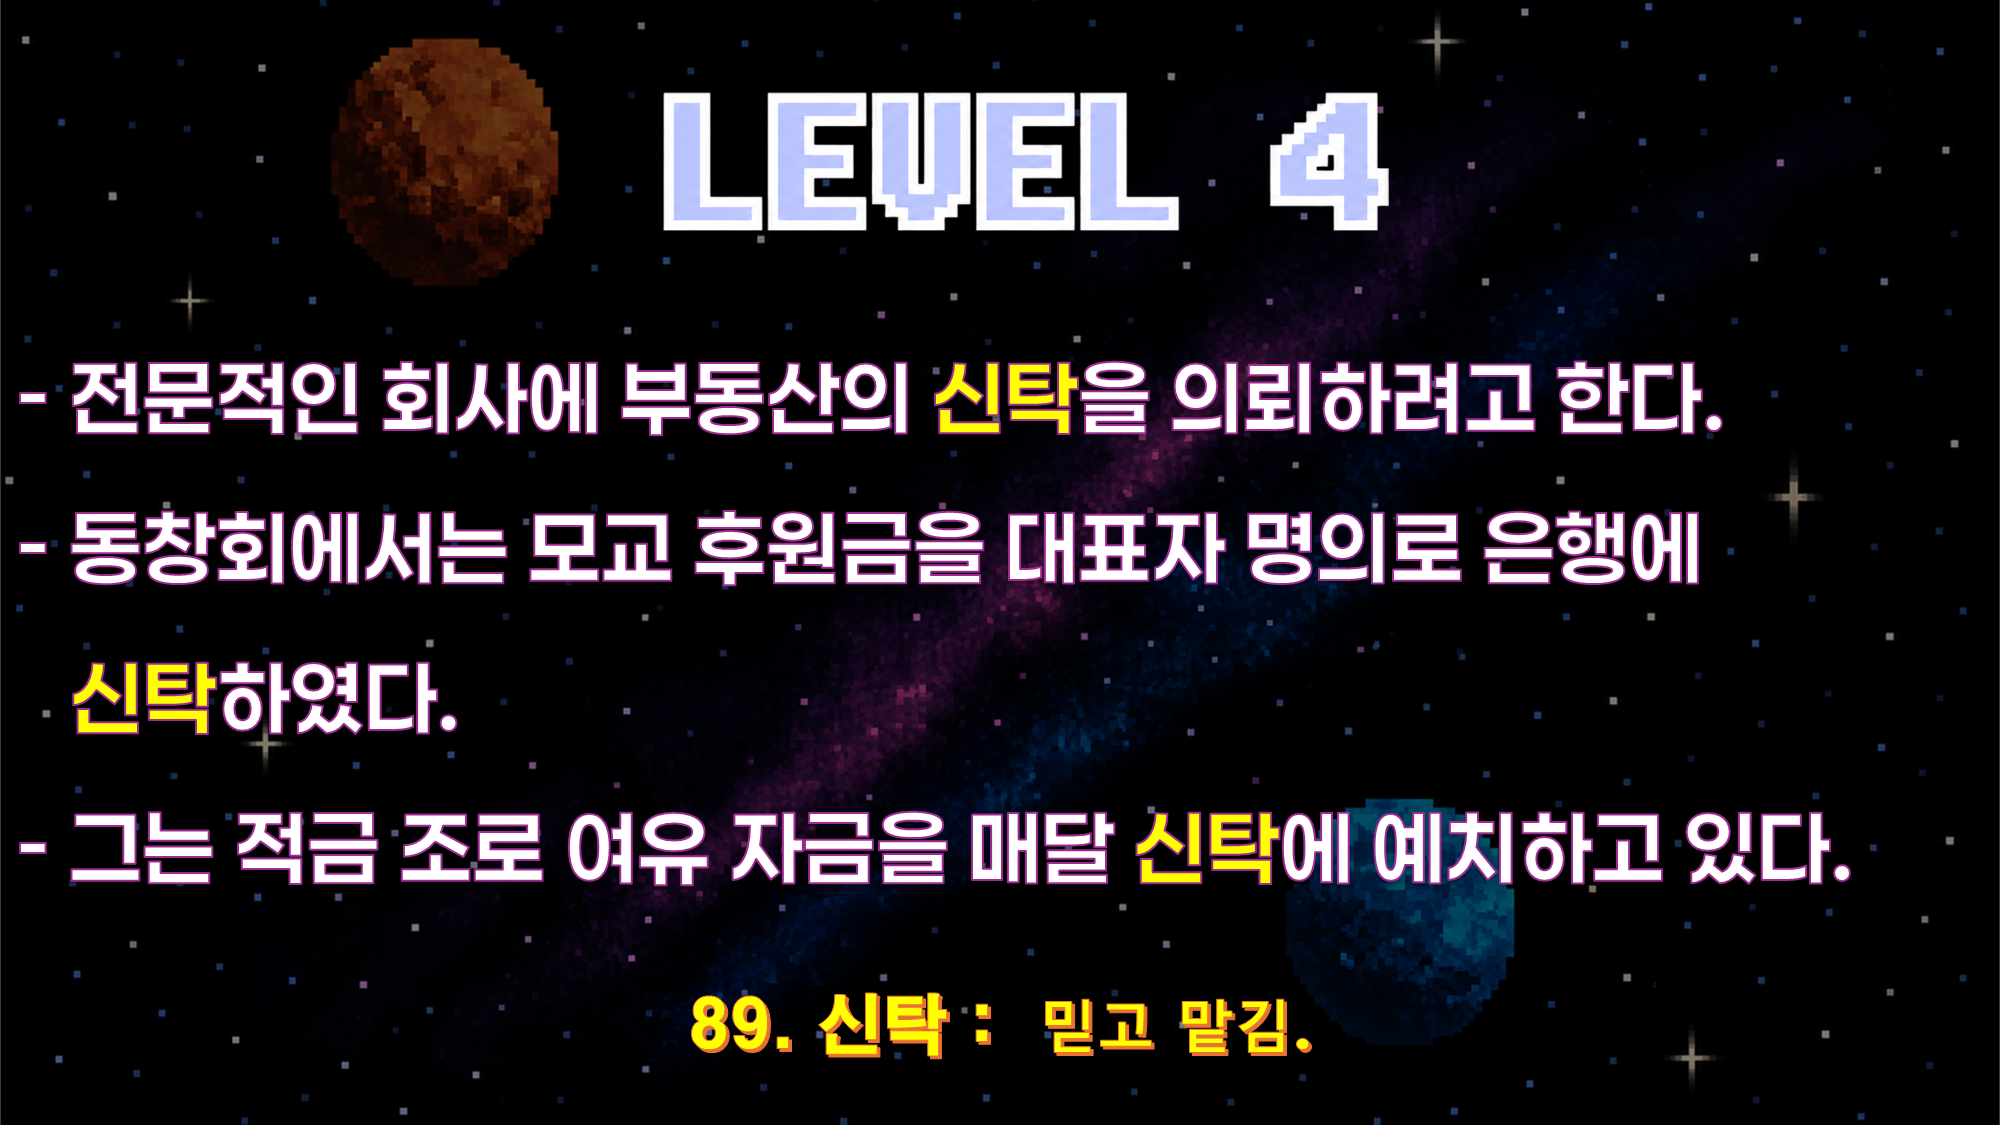 LEVEL 4
- 전문적인 회사에 부동산의 신탁을 의뢰하려고 한다.
- 동창회에서는 모교 후원금을 대표자 명의로 은행에
신탁하였다.
- 그는 적금 조로 여유 자금을 매달 신탁에 예치하고 있다.
89. 신탁 : 믿고 맡김.